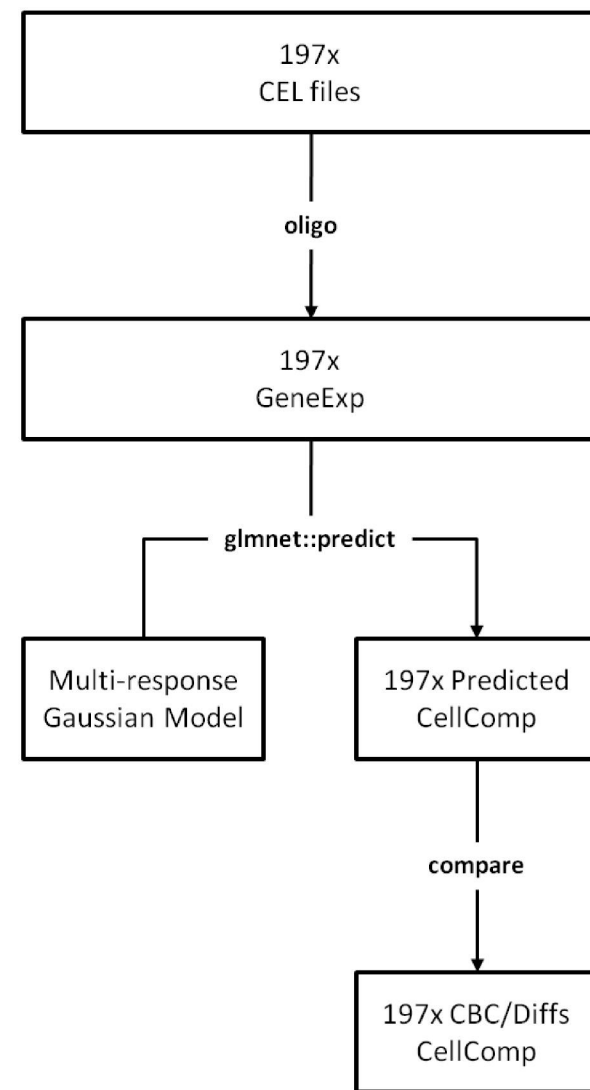 197x
CEL files
oligo
197x
GeneExp
glmnet::predict
Multi-response
Gaussian Model
197x Predicted
CellComp
compare
197x CBC/Diffs
CellComp